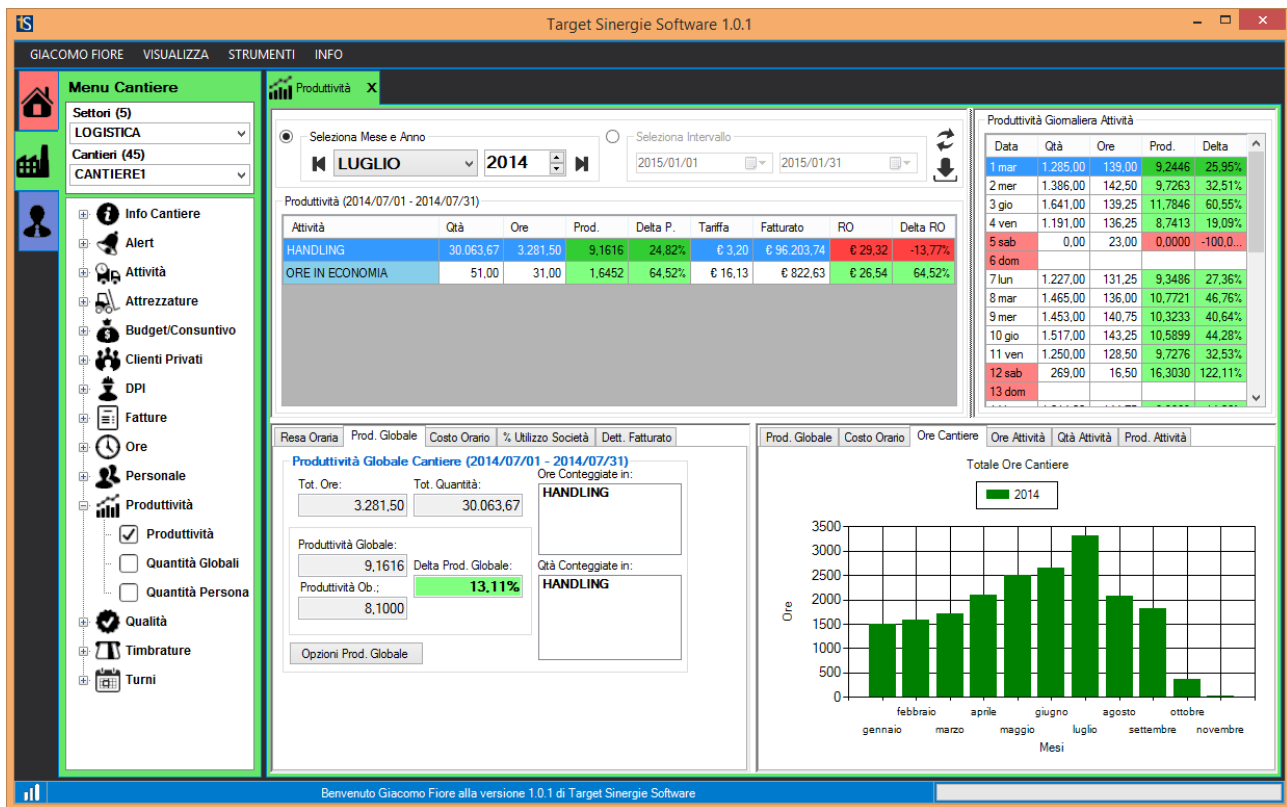 tS
Target Sinergie Software 1.0.1
GIACOMO FIORE VISUALIZZA STRUMENTI INFO
Menu Cantiere
Settori (5)
LOGISTICA
Cantieri (45)
CANTIERE1
Info Cantiere
Alert
Attività
Attrezzature
Budget/Consuntivo
Clienti Privati
DPI
Fatture
Ore
Personale
Produttività
Produttività
Quantità Globali
Quantità Persona
Qualità
Timbrature
Turni
Produttività X
Seleziona Mese e Anno
LUGLIO 2014
Seleziona Intervallo
2015/01/01 2015/01/31
Produttività (2014/07/01 - 2014/07/31)
Attività Qtà Ore Prod. Delta P. Tariffa Fatturato RO Delta RO
HANDLING 30.063,67 3.281,50 9,1616 24,82% € 3,20 € 96.203,74 € 29,32 -13,77%
ORE IN ECONOMIA 51,00 31,00 1,6452 64,52% € 16,13 € 822,63 € 26,54 64,52%
Produttività Giornaliera Attività
Data Qtà Ore Prod. Delta
1 mar 1.285,00 139,00 9,2446 25,95%
2 mer 1.386,00 142,50 9,7263 32,51%
3 gio 1.641,00 139,25 11,7846 60,55%
4 ven 1.191,00 136,25 8,7413 19,09%
5 sab 0,00 23,00 0,0000 -100,0...
6 dom
7 lun 1.227,00 131,25 9,3486 27,36%
8 mar 1.465,00 136,00 10,7721 46,76%
9 mer 1.453,00 140,75 10,3233 40,64%
10 gio 1.517,00 143,25 10,5899 44,28%
11 ven 1.250,00 128,50 9,7276 32,53%
12 sab 269,00 16,50 16,3030 122,11%
13 dom
Resa Oraria Prod. Globale Costo Orario % Utilizzo Società Dett. Fatturato
Produttività Globale Cantiere (2014/07/01 - 2014/07/31)
Tot. Ore: Tot. Quantità: Ore Conteggiate in:
3.281,50 30.063,67 HANDLING
Produttività Globale:
9,1616 Delta Prod. Globale: Qtà Conteggiate in:
Produttività Ob.; 13,11% HANDLING
8,1000
Opzioni Prod. Globale
Prod. Globale Costo Orario Ore Cantiere Ore Attività Qtà Attività Prod. Attività
Totale Ore Cantiere
2014
3500
3000
2500
2000
1500
1000
500
0
Ore
febbraio aprile giugno agosto ottobre
gennaio marzo maggio luglio settembre novembre
Mesi
Benvenuto Giacomo Fiore alla versione 1.0.1 di Target Sinergie Software